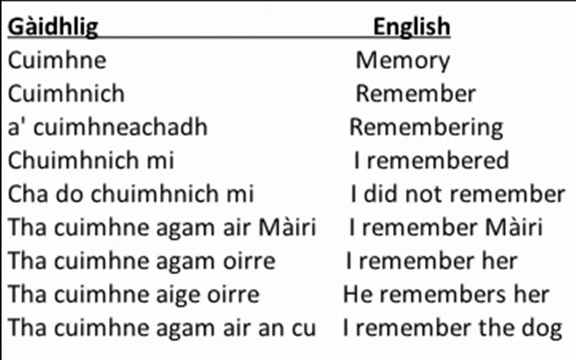 Gàidhlig English
Cuimhne Memory
Cuimhnich Remember
a' cuimhneachadh Remembering
Chuimhnich mi I remembered
Cha do chuimhnich mi I did not remember
Tha cuimhne agam air Màiri I remember Màiri
Tha cuimhne agam oirre I remember her
Tha cuimhne aige oirre He remembers her
Tha cuimhne agam air an cu I remember the dog